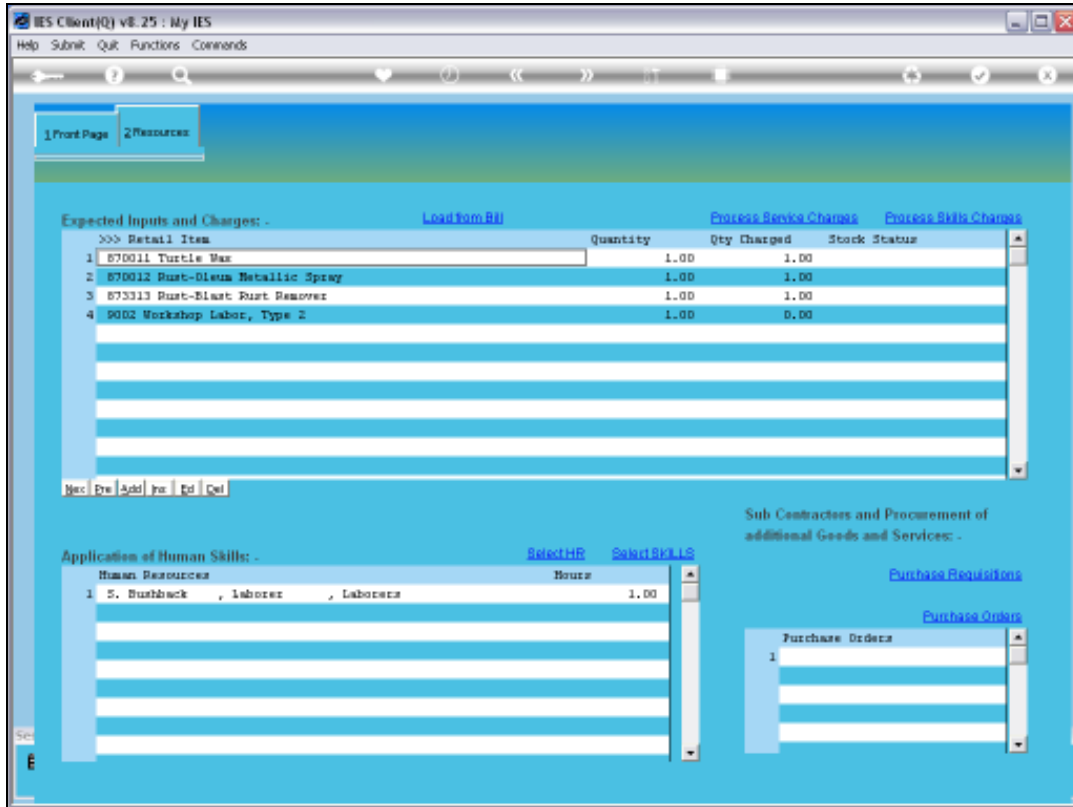 IES Client(Q) v8.25 : My IES
Help Submit Quit Functions Commands
1 Front Page 2 Resources
Expected Inputs and Charges: - Load from Bill Process Service Charges Process Skills Charges
>>> Retail Item Quantity Qty Charged Stock Status
1 870011 Turtle Wax 1.00 1.00
2 870012 Rust-Oleum Metallic Spray 1.00 1.00
3 873313 Rust-Blast Rust Remover 1.00 1.00
4 9002 Workshop Labor, Type 2 1.00 0.00
Nex Pre Add Ins Ed Del
Sub Contractors and Procurement of
additional Goods and Services: -
Application of Human Skills: - Select HR Select SKILLS
Human Resources Hours
1 S. Bushback , laborer , Laborers 1.00
Purchase Requisitions
Purchase Orders
Purchase Orders
1